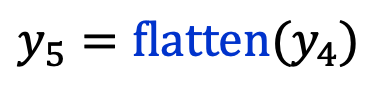 y₅ = flatten(y₄)